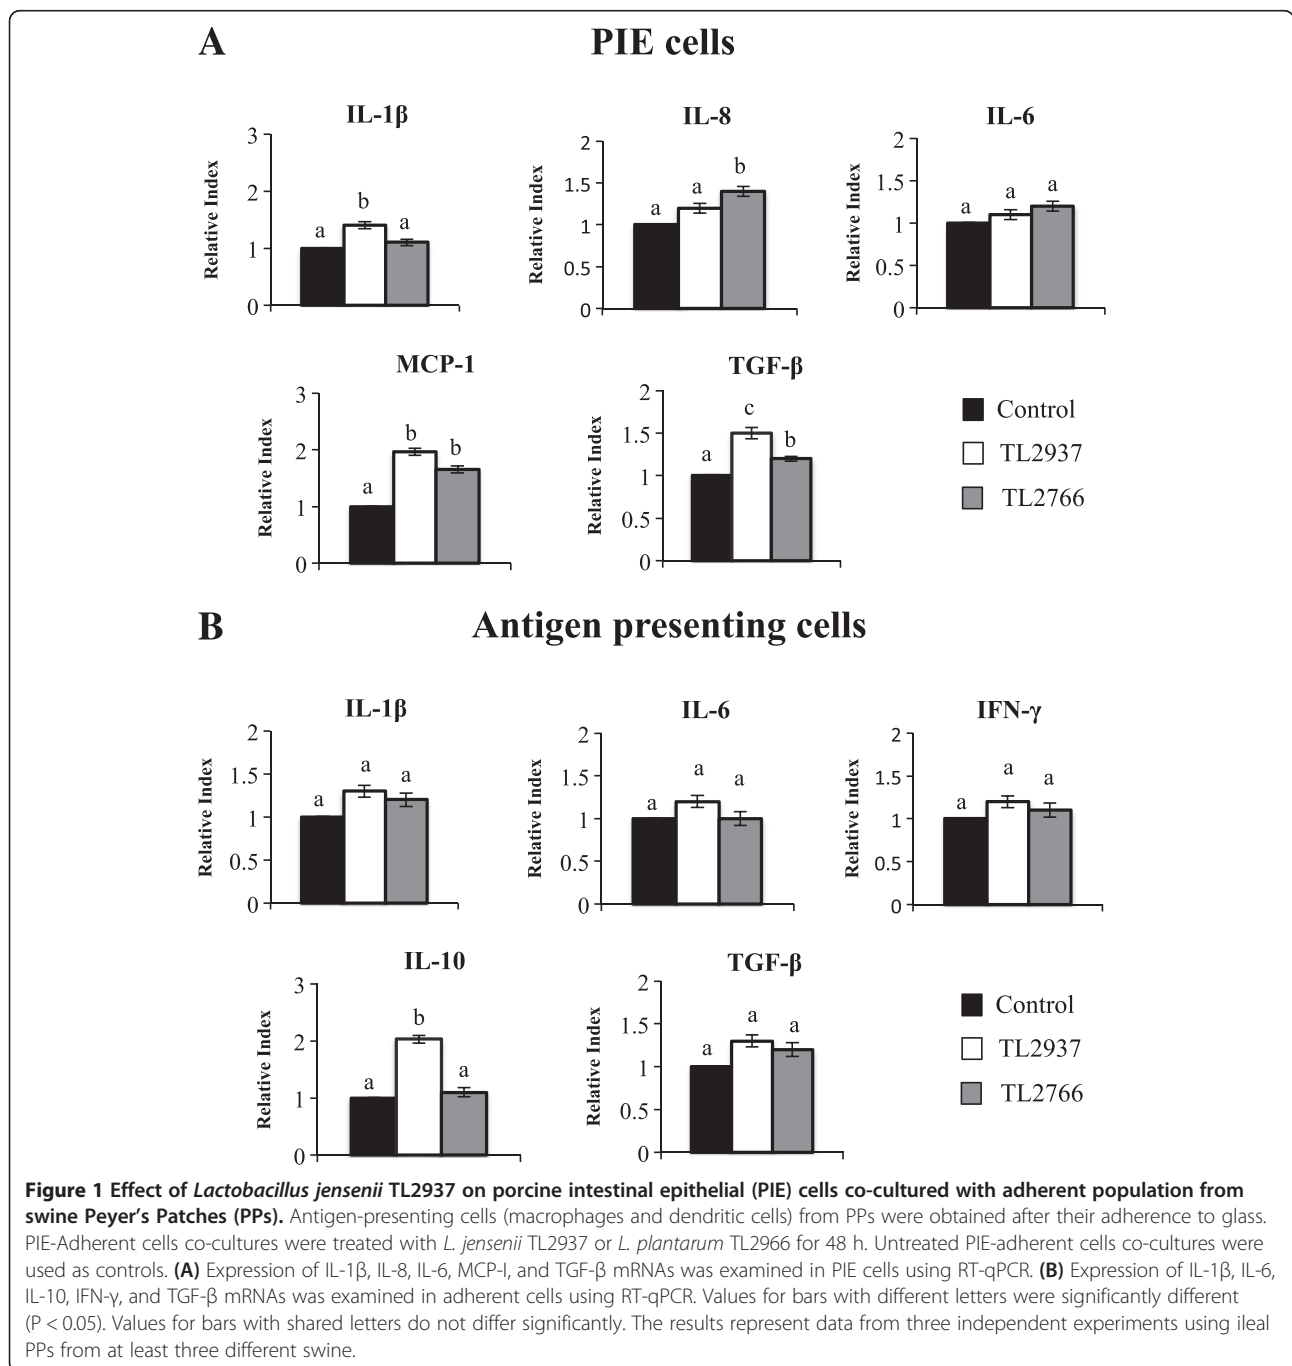 A
PIE cells
IL-1β
IL-8
IL-6
Relative Index
3
2
1
0
a
b
a
Relative Index
2
1.5
1
0.5
0
a
a
b
Relative Index
2
1.5
1
0.5
0
a
a
a
MCP-1
TGF-β
Relative Index
3
2
1
0
a
b
b
Relative Index
2
1.5
1
0.5
0
a
c
b
Control
TL2937
TL2766
B
Antigen presenting cells
IL-1β
IL-6
IFN-γ
Relative Index
2
1.5
1
0.5
0
a
a
a
Relative Index
2
1.5
1
0.5
0
a
a
a
Relative Index
2
1.5
1
0.5
0
a
a
a
IL-10
TGF-β
Relative Index
3
2
1
0
a
b
a
Relative Index
2
1.5
1
0.5
0
a
a
a
Control
TL2937
TL2766
Figure 1 Effect of Lactobacillus jensenii TL2937 on porcine intestinal epithelial (PIE) cells co-cultured with adherent population from
swine Peyer's Patches (PPs). Antigen-presenting cells (macrophages and dendritic cells) from PPs were obtained after their adherence to glass.
PIE-Adherent cells co-cultures were treated with L. jensenii TL2937 or L. plantarum TL2966 for 48 h. Untreated PIE-adherent cells co-cultures were
used as controls. (A) Expression of IL-1β, IL-8, IL-6, MCP-I, and TGF-β mRNAs was examined in PIE cells using RT-qPCR. (B) Expression of IL-1β, IL-6,
IL-10, IFN-γ, and TGF-β mRNAs was examined in adherent cells using RT-qPCR. Values for bars with different letters were significantly different
(P < 0.05). Values for bars with shared letters do not differ significantly. The results represent data from three independent experiments using ileal
PPs from at least three different swine.